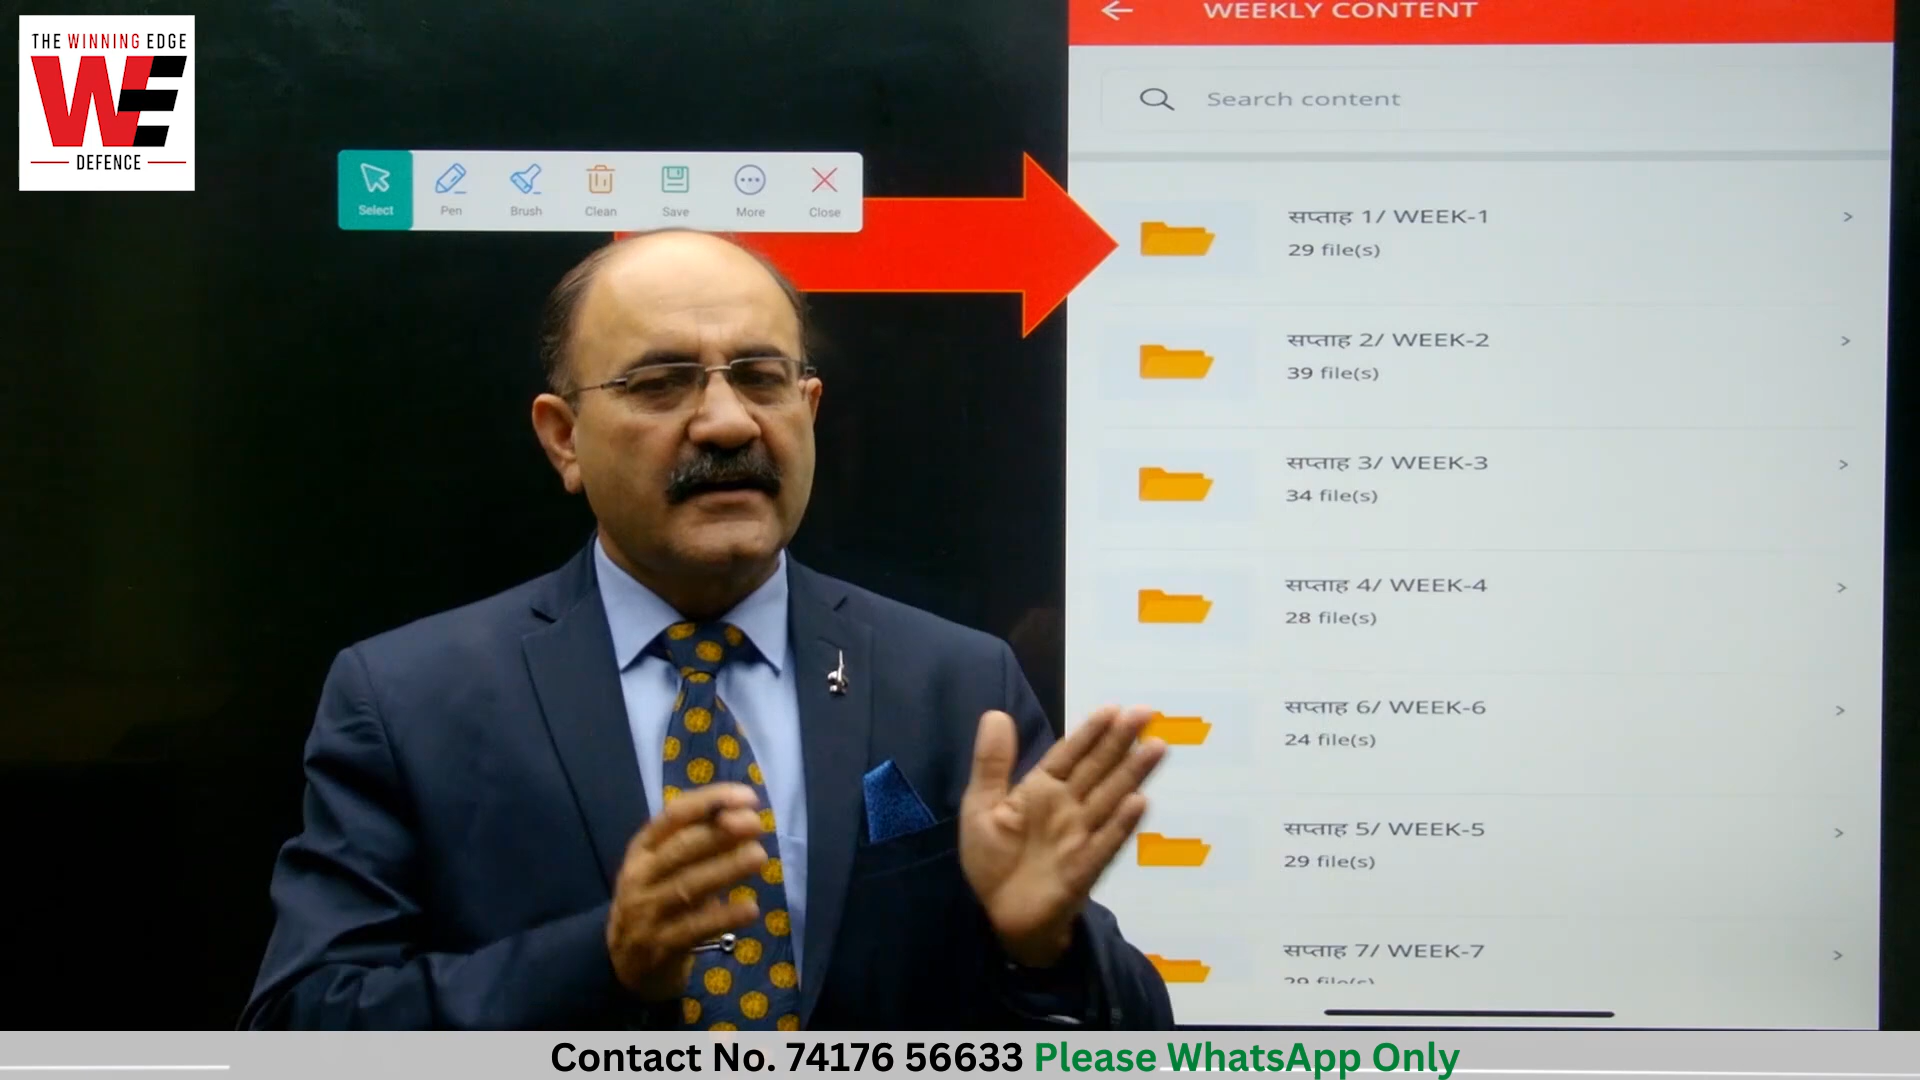 THE WINNING EDGE
WE
DEFENCE
Select
Pen
Brush
Clean
Save
More
Close
WEEKLY CONTENT
Search content
सप्ताह 1/ WEEK-1
29 file(s)
सप्ताह 2/ WEEK-2
39 file(s)
सप्ताह 3/ WEEK-3
34 file(s)
सप्ताह 4/ WEEK-4
28 file(s)
सप्ताह 6/ WEEK-6
24 file(s)
सप्ताह 5/ WEEK-5
29 file(s)
सप्ताह 7/ WEEK-7
Contact No. 74176 56633 Please WhatsApp Only